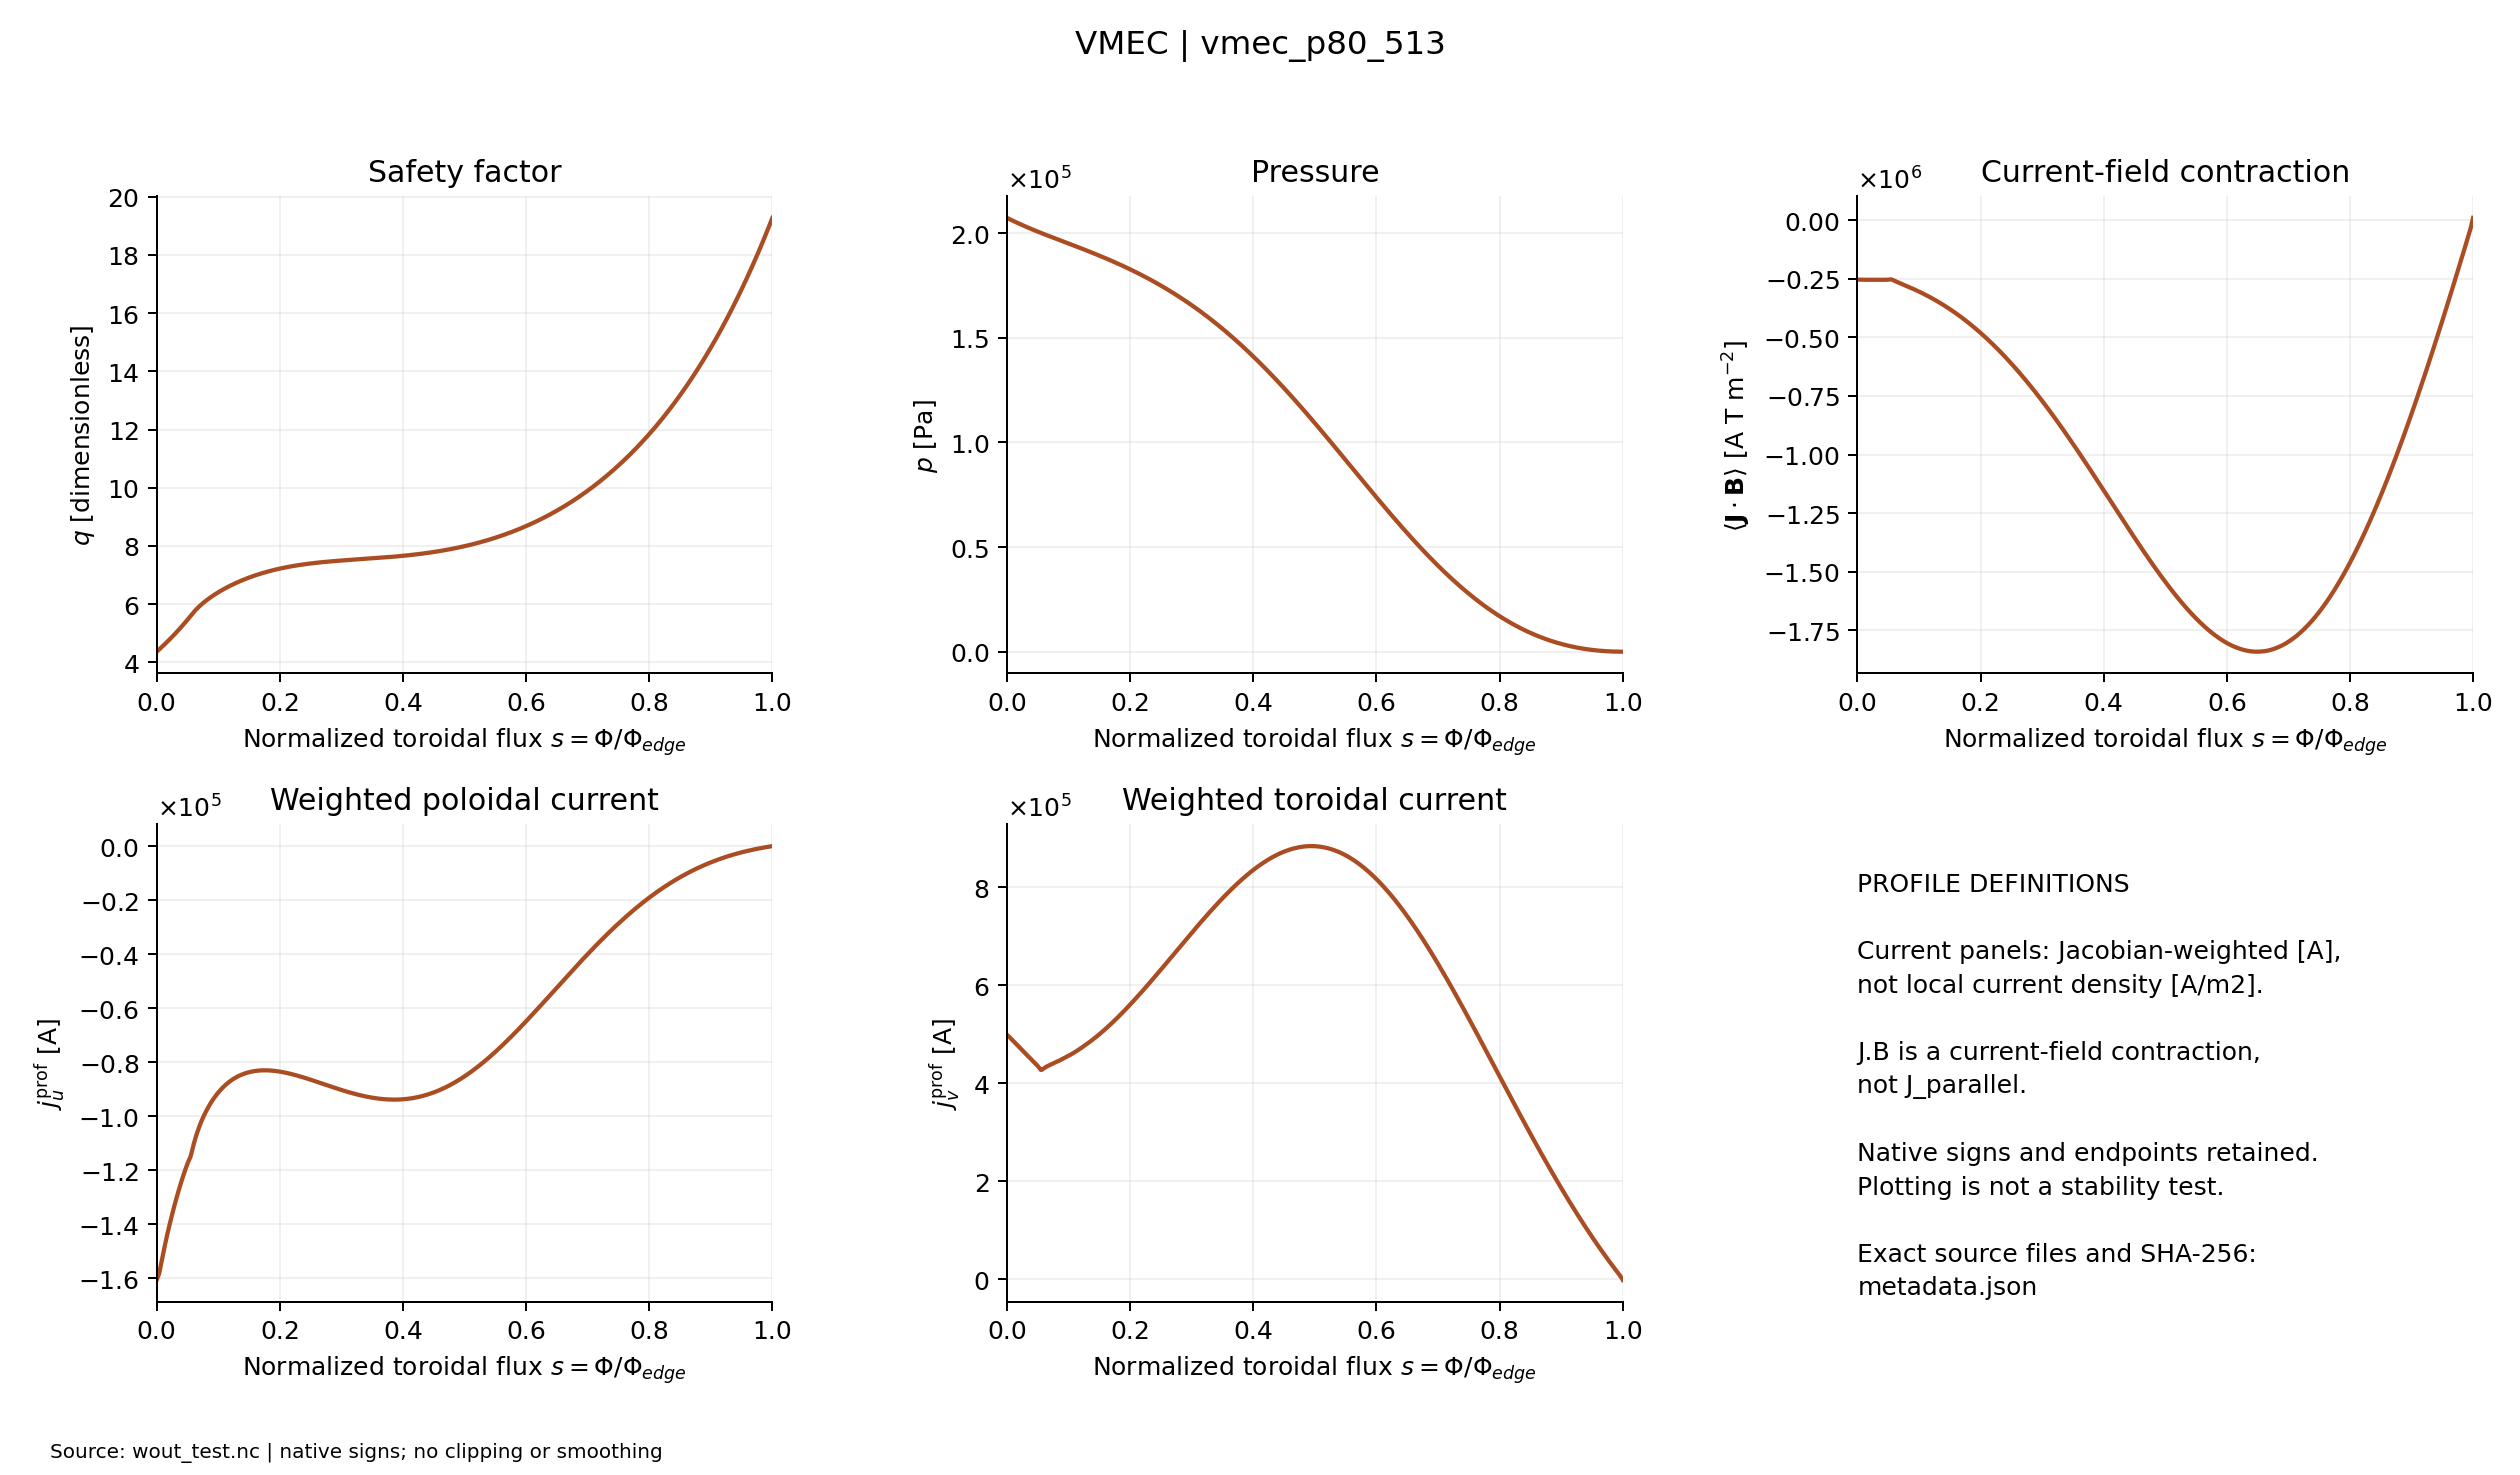 VMEC | vmec_p80_513
Safety factor
20
18
16
14
12
10
8
6
4
q [dimensionless]
0.0 0.2 0.4 0.6 0.8 1.0
Normalized toroidal flux s = Φ/Φ_edge
Pressure
×10^5
2.0
1.5
1.0
0.5
0.0
p [Pa]
0.0 0.2 0.4 0.6 0.8 1.0
Normalized toroidal flux s = Φ/Φ_edge
Current-field contraction
×10^6
0.00
−0.25
−0.50
−0.75
−1.00
−1.25
−1.50
−1.75
⟨J · B⟩ [A T m^−2]
0.0 0.2 0.4 0.6 0.8 1.0
Normalized toroidal flux s = Φ/Φ_edge
Weighted poloidal current
×10^5
0.0
−0.2
−0.4
−0.6
−0.8
−1.0
−1.2
−1.4
−1.6
j_u^prof [A]
0.0 0.2 0.4 0.6 0.8 1.0
Normalized toroidal flux s = Φ/Φ_edge
Weighted toroidal current
×10^5
8
6
4
2
0
j_v^prof [A]
0.0 0.2 0.4 0.6 0.8 1.0
Normalized toroidal flux s = Φ/Φ_edge
PROFILE DEFINITIONS
Current panels: Jacobian-weighted [A],
not local current density [A/m2].
J.B is a current-field contraction,
not J_parallel.
Native signs and endpoints retained.
Plotting is not a stability test.
Exact source files and SHA-256:
metadata.json
Source: wout_test.nc | native signs; no clipping or smoothing